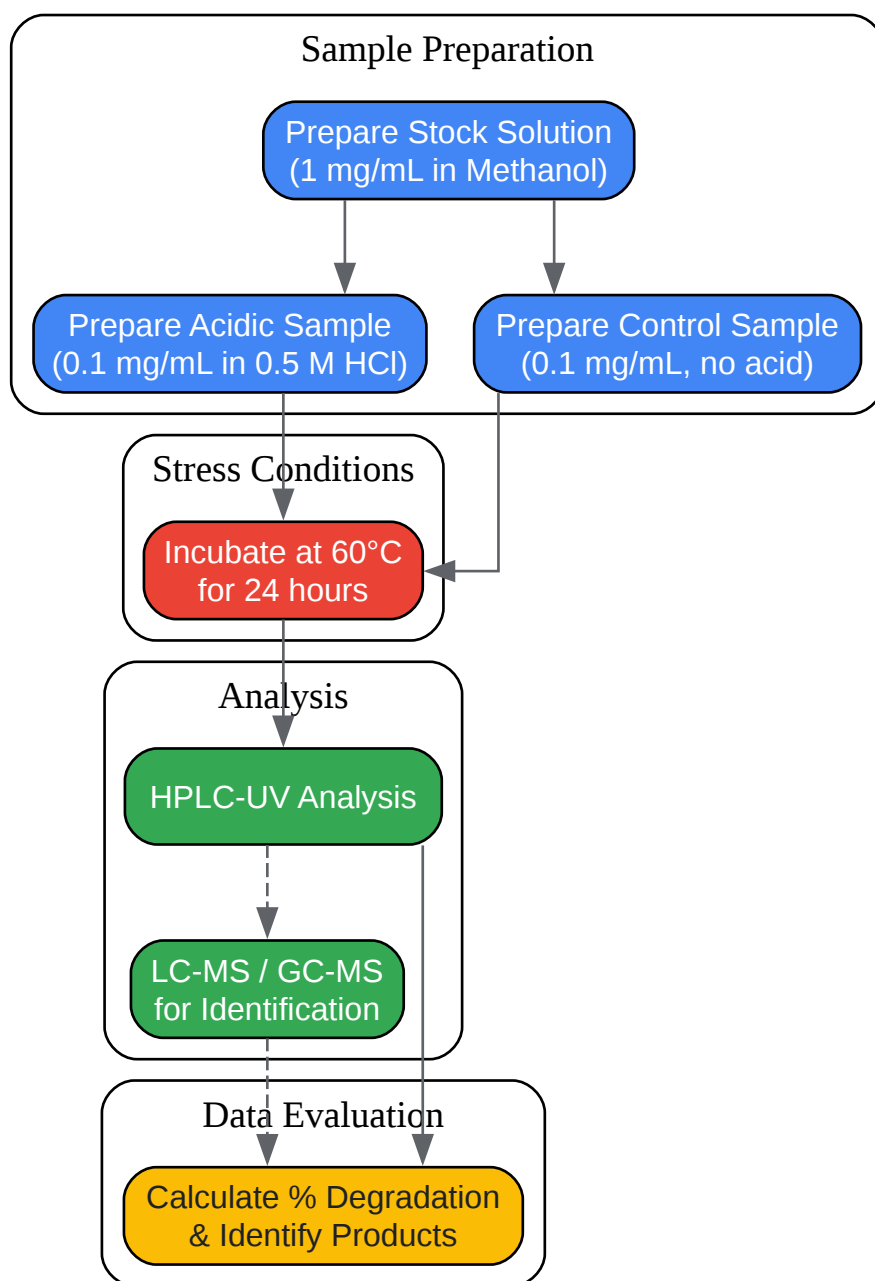 Sample Preparation
Prepare Stock Solution
(1 mg/mL in Methanol)
Prepare Acidic Sample
(0.1 mg/mL in 0.5 M HCl)
Prepare Control Sample
(0.1 mg/mL, no acid)
Stress Conditions
Incubate at 60°C
for 24 hours
Analysis
HPLC-UV Analysis
LC-MS / GC-MS
for Identification
Data Evaluation
Calculate % Degradation
& Identify Products